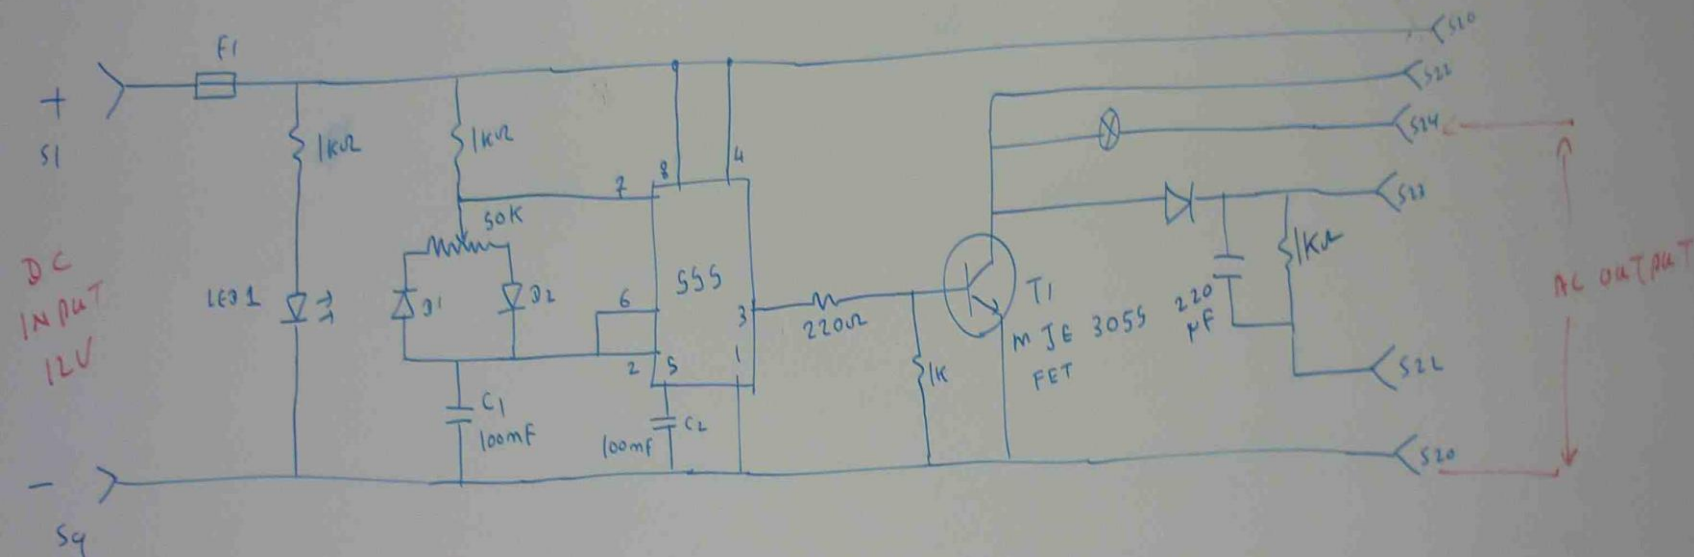 F1
+
S1
1KΩ
1KΩ
50K
7
8
4
S10
S22
S24
S23
DC
INPUT
12V
LED1
D1
D2
555
6
3
2
5
1
220Ω
1K
T1
MJE 3055
FET
220
µF
1KΩ
AC OUTPUT
C1
100mF
C2
100mF
S22
S20
-
S9